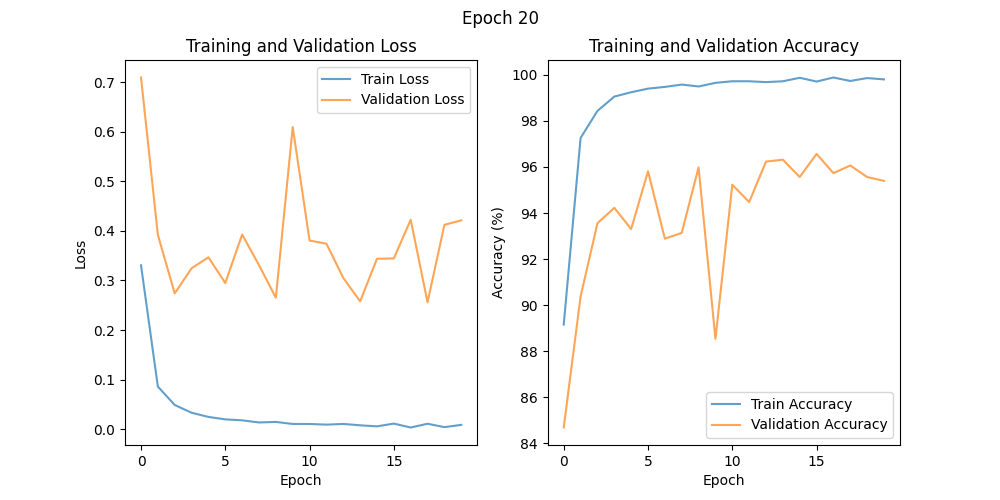 Epoch 20
Training and Validation Loss
Train Loss
Validation Loss
0.7
0.6
0.5
0.4
0.3
0.2
0.1
0.0
Loss
0 5 10 15
Epoch
Training and Validation Accuracy
100
98
96
94
92
90
88
86
84
Accuracy (%)
Train Accuracy
Validation Accuracy
0 5 10 15
Epoch